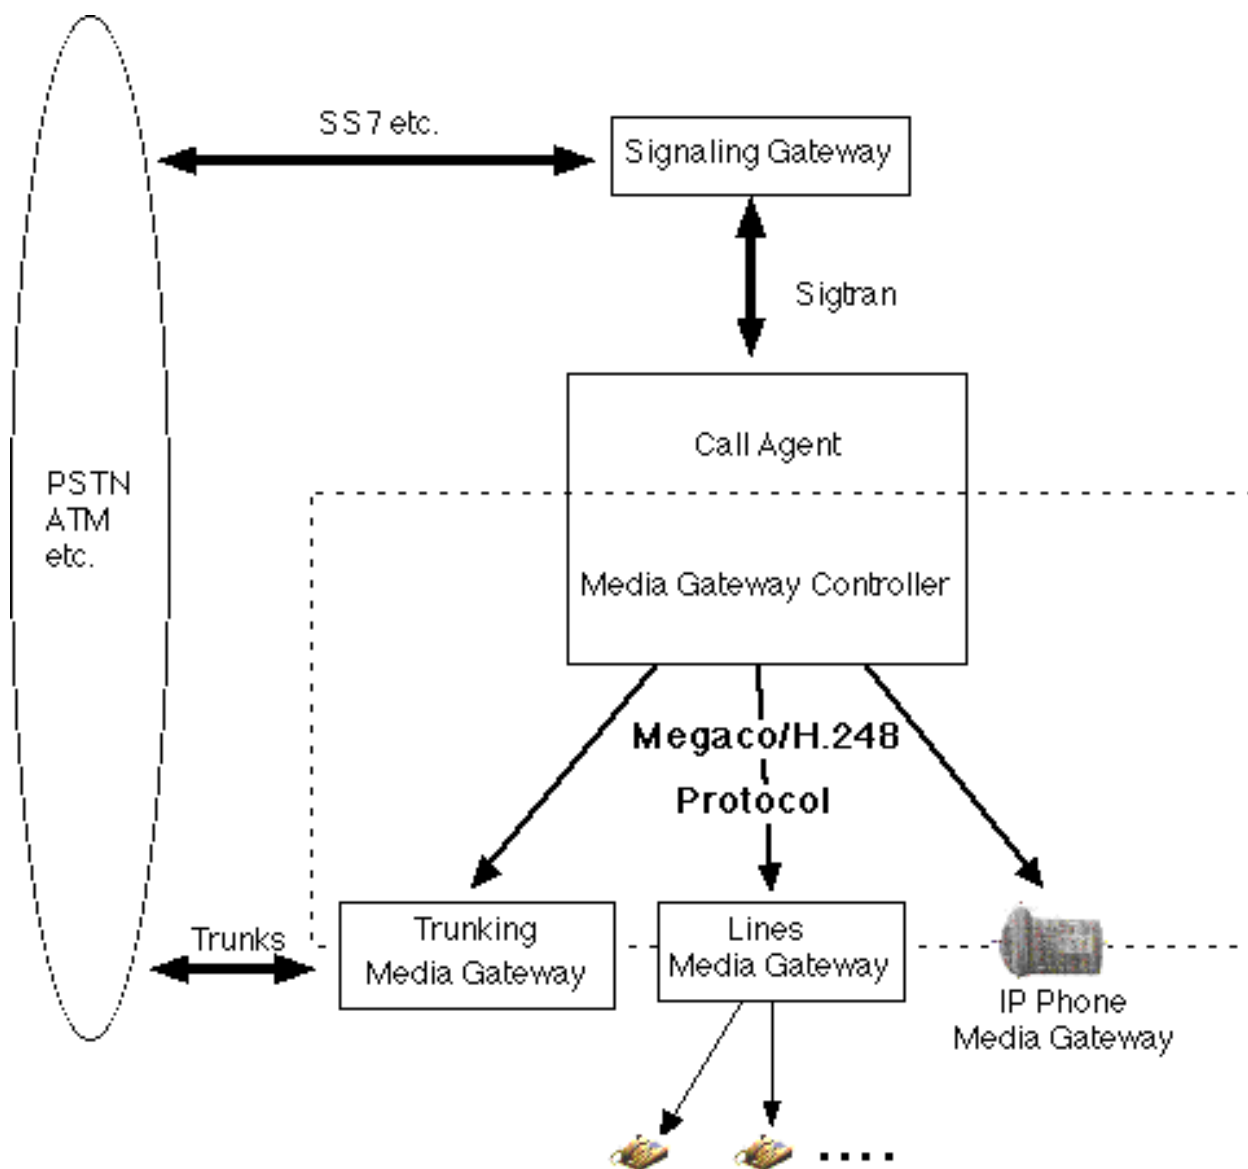 SS7 etc.
Signaling Gateway
Sigtran
Call Agent
PSTN
ATM
etc.
Media Gateway Controller
Megaco/H.248
Protocol
Trunks
Trunking
Media Gateway
Lines
Media Gateway
IP Phone
Media Gateway